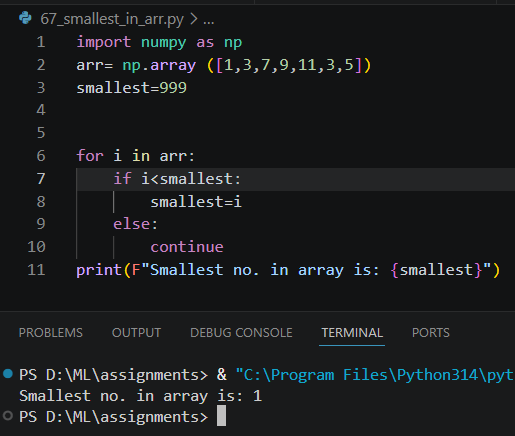 67_smallest_in_arr.py > ...
1 import numpy as np
2 arr= np.array ([1,3,7,9,11,3,5])
3 smallest=999
4
5
6 for i in arr:
7     if i<smallest:
8         smallest=i
9     else:
10         continue
11 print(F"Smallest no. in array is: {smallest}")
PROBLEMS OUTPUT DEBUG CONSOLE TERMINAL PORTS
PS D:\ML\assignments> & "C:\Program Files\Python314\pyt
Smallest no. in array is: 1
PS D:\ML\assignments>